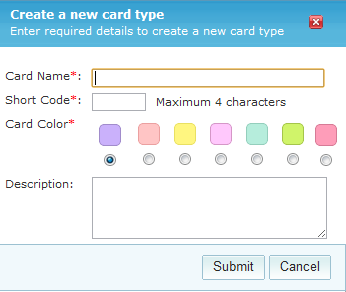 Create a new card type
Enter required details to create a new card type
Card Name*:
Short Code*: Maximum 4 characters
Card Color*
Description:
Submit Cancel